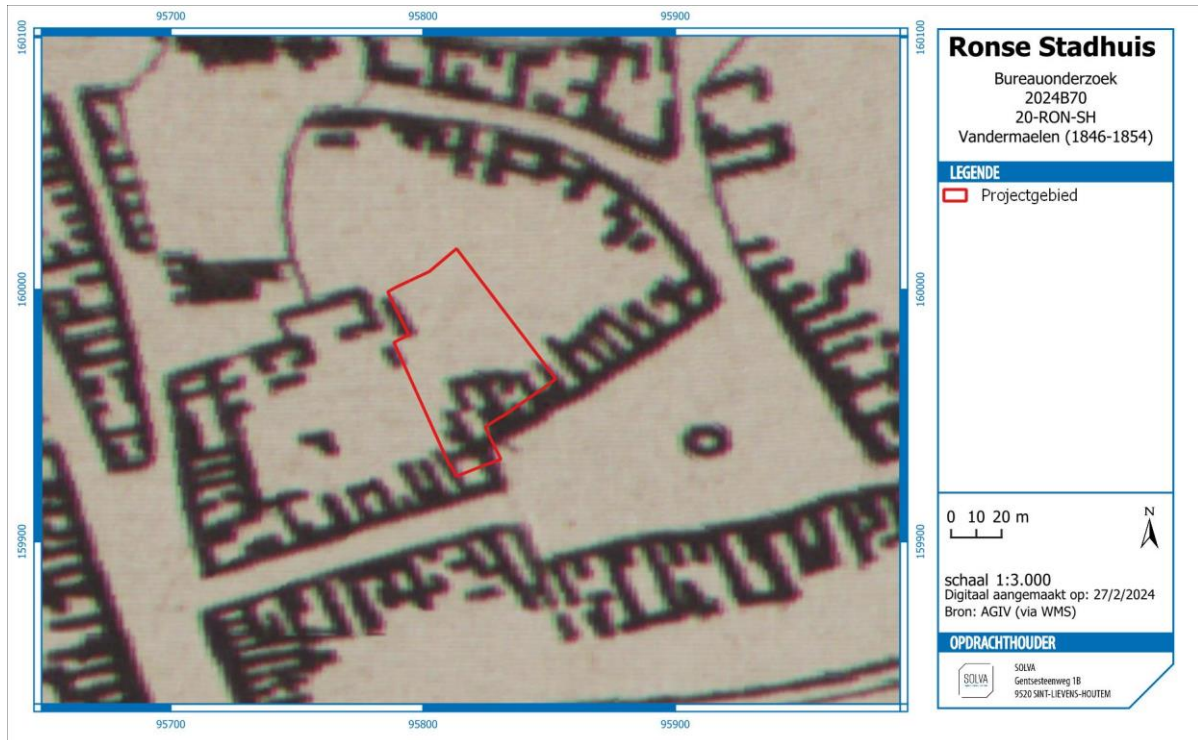 95700 95800 95900
160100 160100
160000 160000
159900 159900
95700 95800 95900
Ronse Stadhuis
Bureauonderzoek
2024B70
20-RON-SH
Vandermaelen (1846-1854)
LEGENDE
Projectgebied
0 10 20 m
N
schaal 1:3.000
Digitaal aangemaakt op: 27/2/2024
Bron: AGIV (via WMS)
OPDRACHTHOUDER
SOLVA
SOLVA
Gentsesteenweg 1B
9520 SINT-LIEVENS-HOUTEM